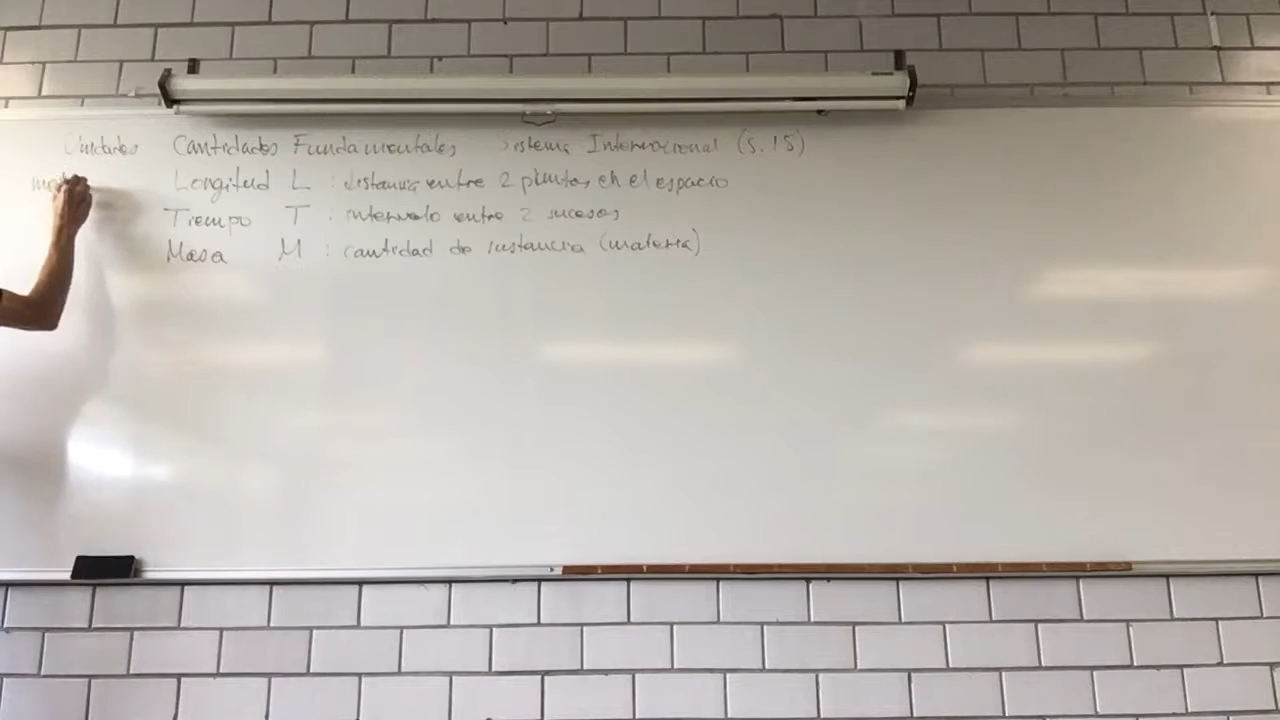 Unidades Cantidades Fundamentales Sistema Internacional (S.I.S)
Longitud L : distancia entre 2 puntos en el espacio
Tiempo T : intervalo entre 2 sucesos
Masa M : cantidad de sustancia (materia)